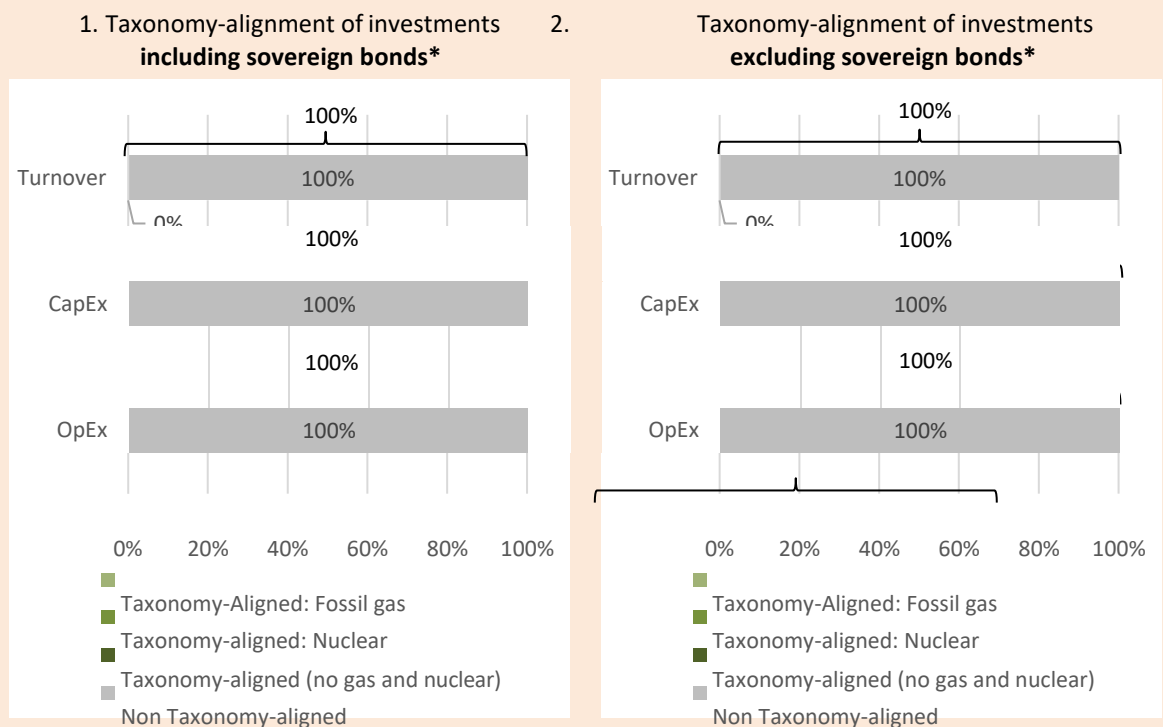 1. Taxonomy-alignment of investments
including sovereign bonds*
100%
Turnover
100%
0%
100%
CapEx
100%
100%
OpEx
100%
0% 20% 40% 60% 80% 100%
Taxonomy-Aligned: Fossil gas
Taxonomy-aligned: Nuclear
Taxonomy-aligned (no gas and nuclear)
Non Taxonomy-aligned
2. Taxonomy-alignment of investments
excluding sovereign bonds*
100%
Turnover
100%
0%
100%
CapEx
100%
100%
OpEx
100%
0% 20% 40% 60% 80% 100%
Taxonomy-Aligned: Fossil gas
Taxonomy-aligned: Nuclear
Taxonomy-aligned (no gas and nuclear)
Non Taxonomy-aligned